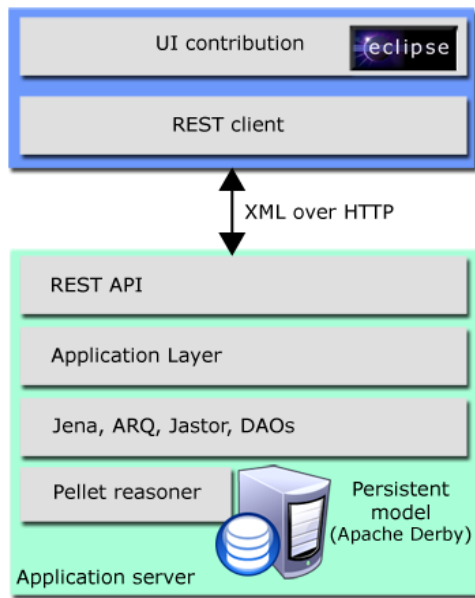 UI contribution
eclipse
REST client
XML over HTTP
REST API
Application Layer
Jena, ARQ, Jastor, DAOs
Pellet reasoner
Persistent
model
(Apache Derby)
Application server